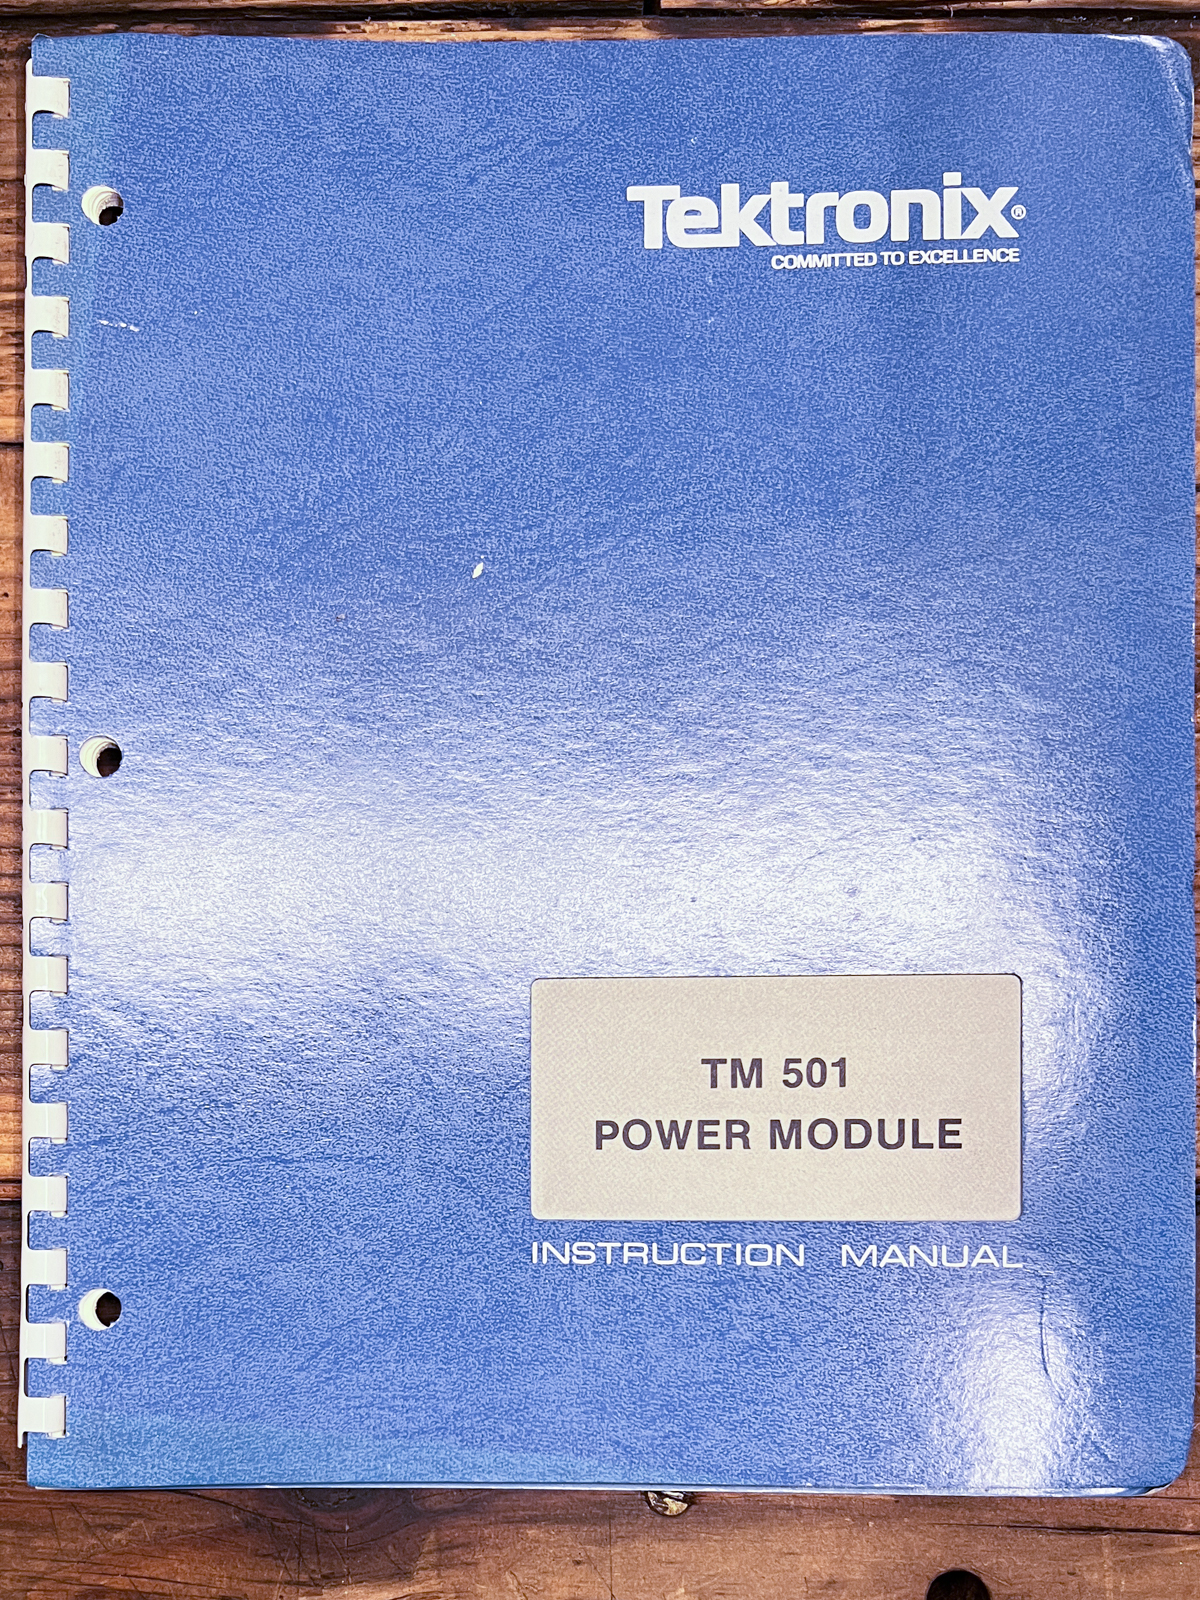 Tektronix®
COMMITTED TO EXCELLENCE
TM 501
POWER MODULE
INSTRUCTION MANUAL